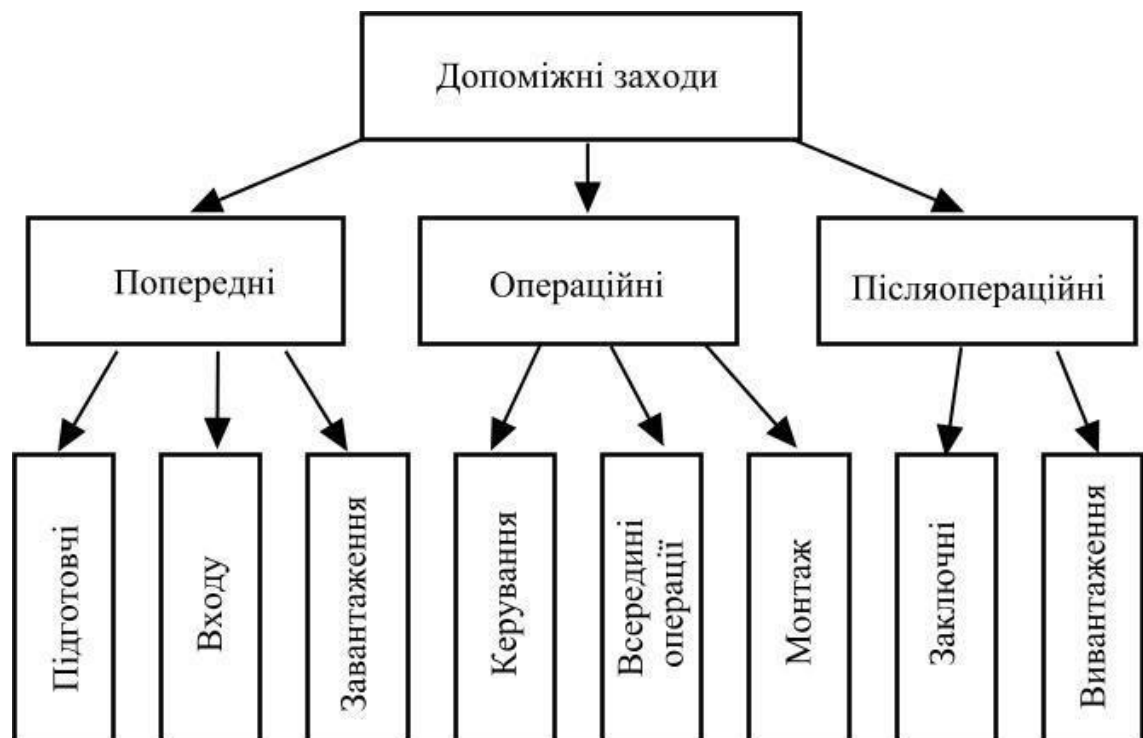 Допоміжні заходи
Попередні
Операційні
Післяопераційні
Підготовчі
Входу
Завантаження
Керування
Всередині
операції
Монтаж
Заключні
Вивантаження